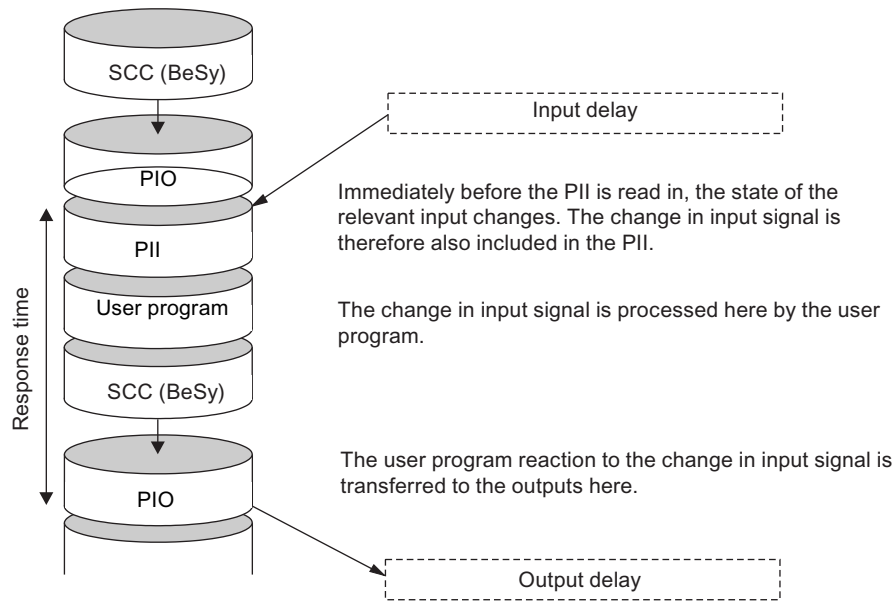 SCC (BeSy)
Input delay
PIO
Immediately before the PII is read in, the state of the
relevant input changes. The change in input signal is
therefore also included in the PII.
PII
User program
The change in input signal is processed here by the user
program.
Response time
SCC (BeSy)
The user program reaction to the change in input signal is
transferred to the outputs here.
PIO
Output delay